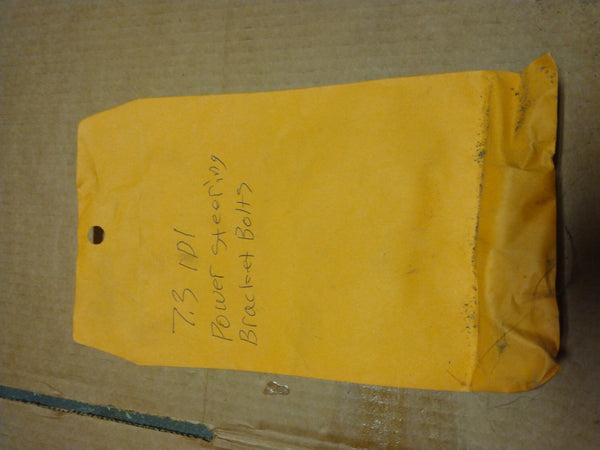 7.3 IDI
Power Steering
Bracket Bolts